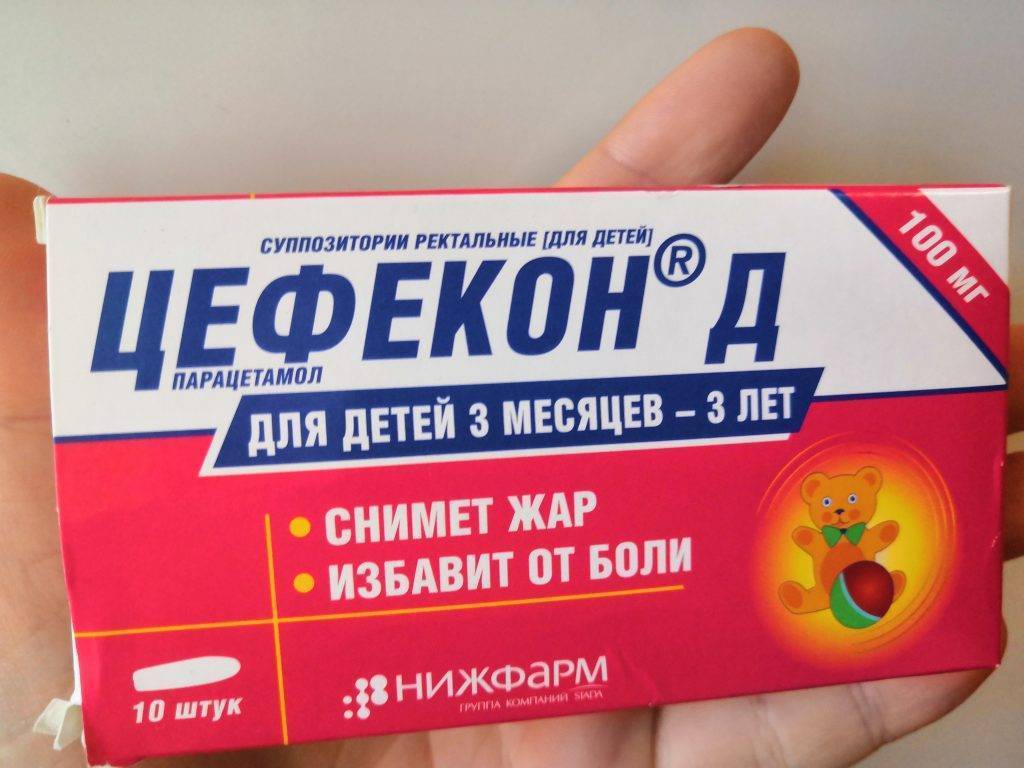 СУППОЗИТОРИИ РЕКТАЛЬНЫЕ [ДЛЯ ДЕТЕЙ]
ЦЕФЕКОН® Д
100 МГ
ПАРАЦЕТАМОЛ
ДЛЯ ДЕТЕЙ 3 МЕСЯЦЕВ – 3 ЛЕТ
• СНИМЕТ ЖАР
• ИЗБАВИТ ОТ БОЛИ
10 ШТУК
НИЖФАРМ
ГРУППА КОМПАНИЙ STADA